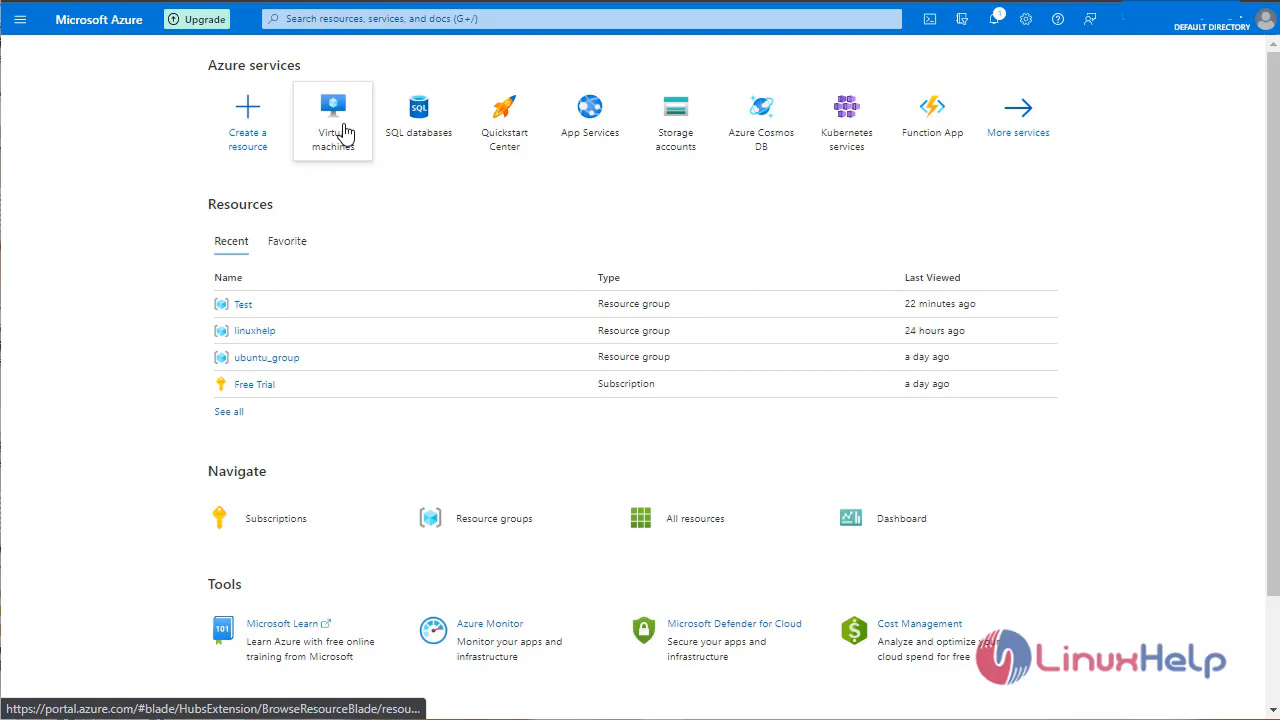 Microsoft Azure
Upgrade
Search resources, services, and docs (G+/)
1
DEFAULT DIRECTORY
Azure services
Create a resource
machines
SQL
SQL databases
Quickstart Center
App Services
Storage accounts
Azure Cosmos DB
Kubernetes services
Function App
More services
Resources
Recent Favorite
Name Type Last Viewed
Test Resource group 22 minutes ago
linuxhelp Resource group 24 hours ago
ubuntu_group Resource group a day ago
Free Trial Subscription a day ago
See all
Navigate
Subscriptions Resource groups All resources Dashboard
Tools
101
Microsoft Learn
Learn Azure with free online
training from Microsoft
Azure Monitor
Monitor your apps and
infrastructure
Microsoft Defender for Cloud
Secure your apps and
infrastructure
Cost Management
Analyze and optimize your
cloud spend for free
LinuxHelp
https://portal.azure.com/#blade/HubsExtension/BrowseResourceBlade/resou...